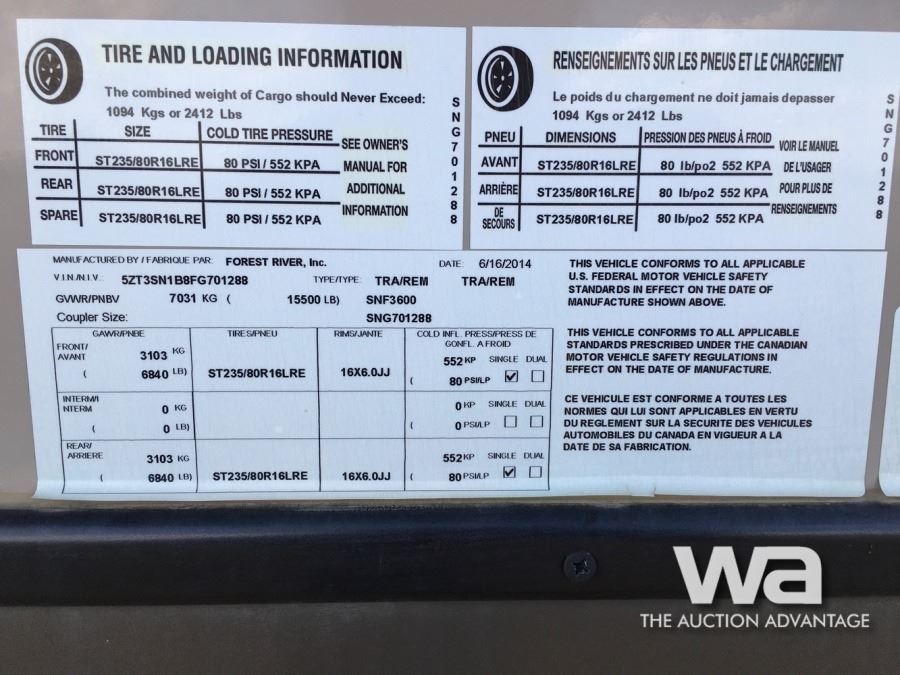 TIRE AND LOADING INFORMATION
The combined weight of Cargo should Never Exceed:
1094 Kgs or 2412 Lbs
TIRE SIZE COLD TIRE PRESSURE SEE OWNER'S
FRONT ST235/80R16LRE 80 PSI / 552 KPA MANUAL FOR
REAR ST235/80R16LRE 80 PSI / 552 KPA ADDITIONAL
SPARE ST235/80R16LRE 80 PSI / 552 KPA INFORMATION
SNG701288
RENSEIGNEMENTS SUR LES PNEUS ET LE CHARGEMENT
Le poids du chargement ne doit jamais depasser
1094 Kgs or 2412 Lbs
PNEU DIMENSIONS PRESSION DES PNEUS À FROID VOIR LE MANUEL
AVANT ST235/80R16LRE 80 lb/po2 552 KPA DE L'USAGER
ARRIÈRE ST235/80R16LRE 80 lb/po2 552 KPA POUR PLUS DE
DE SECOURS ST235/80R16LRE 80 lb/po2 552 KPA RENSEIGNEMENTS
SNG701288
MANUFACTURED BY / FABRIQUE PAR: FOREST RIVER, Inc. DATE: 6/16/2014
V.I.N./N.I.V.: 5ZT3SN1B8FG701288 TYPE/TYPE: TRA/REM TRA/REM
GVWR/PNBV 7031 KG ( 15500 LB) SNF3600
Coupler Size: SNG701288
GAWR/PNBE TIRES/PNEU RIMS/JANTE COLD INFL. PRESS/PRESS DE
GONFL. A FROID
FRONT/
AVANT 3103 KG 552 KP SINGLE DUAL
( 6840 LB) ST235/80R16LRE 16X6.0JJ ( 80 PSI/LP
INTERM/I
NTERM 0 KG 0 KP SINGLE DUAL
( 0 LB) ( 0 PSI/LP
REAR/
ARRIERE 3103 KG 552 KP SINGLE DUAL
( 6840 LB) ST235/80R16LRE 16X6.0JJ ( 80 PSI/LP
THIS VEHICLE CONFORMS TO ALL APPLICABLE
U.S. FEDERAL MOTOR VEHICLE SAFETY
STANDARDS IN EFFECT ON THE DATE OF
MANUFACTURE SHOWN ABOVE.
THIS VEHICLE CONFORMS TO ALL APPLICABLE
STANDARDS PRESCRIBED UNDER THE CANADIAN
MOTOR VEHICLE SAFETY REGULATIONS IN
EFFECT ON THE DATE OF MANUFACTURE.
CE VEHICULE EST CONFORME A TOUTES LES
NORMES QUI LUI SONT APPLICABLES EN VERTU
DU REGLEMENT SUR LA SECURITE DES VEHICULES
AUTOMOBILES DU CANADA EN VIGUEUR A LA
DATE DE SA FABRICATION.
wa
THE AUCTION ADVANTAGE